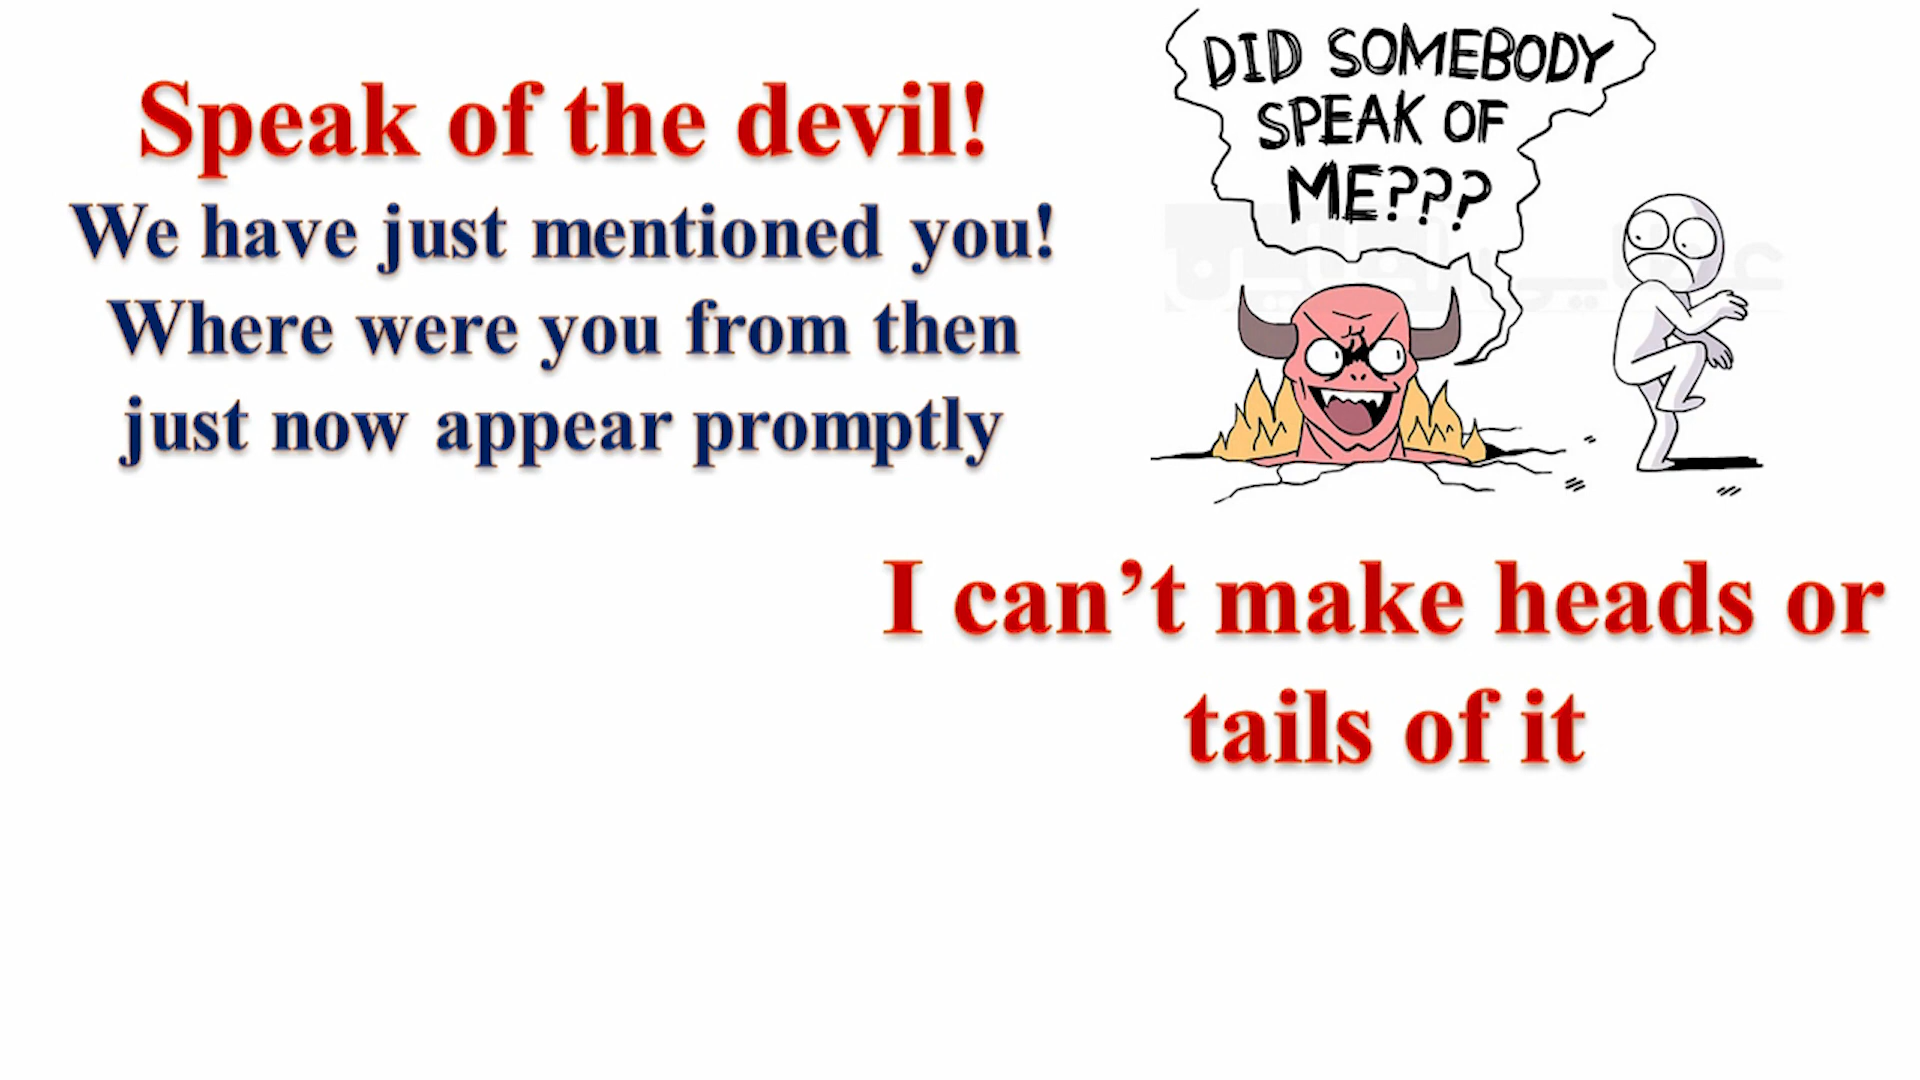 Speak of the devil!
We have just mentioned you!
Where were you from then
just now appear promptly
DID SOMEBODY
SPEAK OF
ME???
I can’t make heads or
tails of it